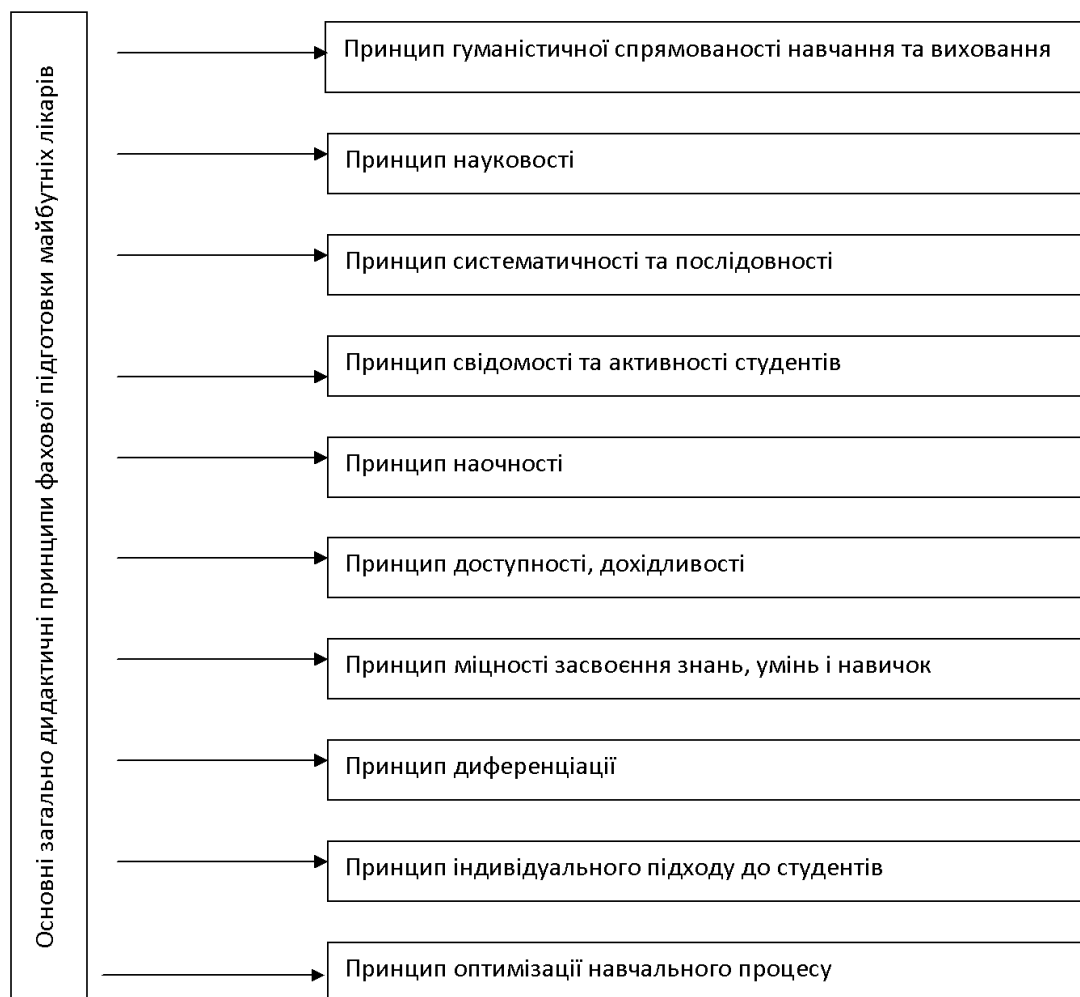 Основні загально дидактичні принципи фахової підготовки майбутніх лікарів
Принцип гуманістичної спрямованості навчання та виховання
Принцип науковості
Принцип систематичності та послідовності
Принцип свідомості та активності студентів
Принцип наочності
Принцип доступності, дохідливості
Принцип міцності засвоєння знань, умінь і навичок
Принцип диференціації
Принцип індивідуального підходу до студентів
Принцип оптимізації навчального процесу